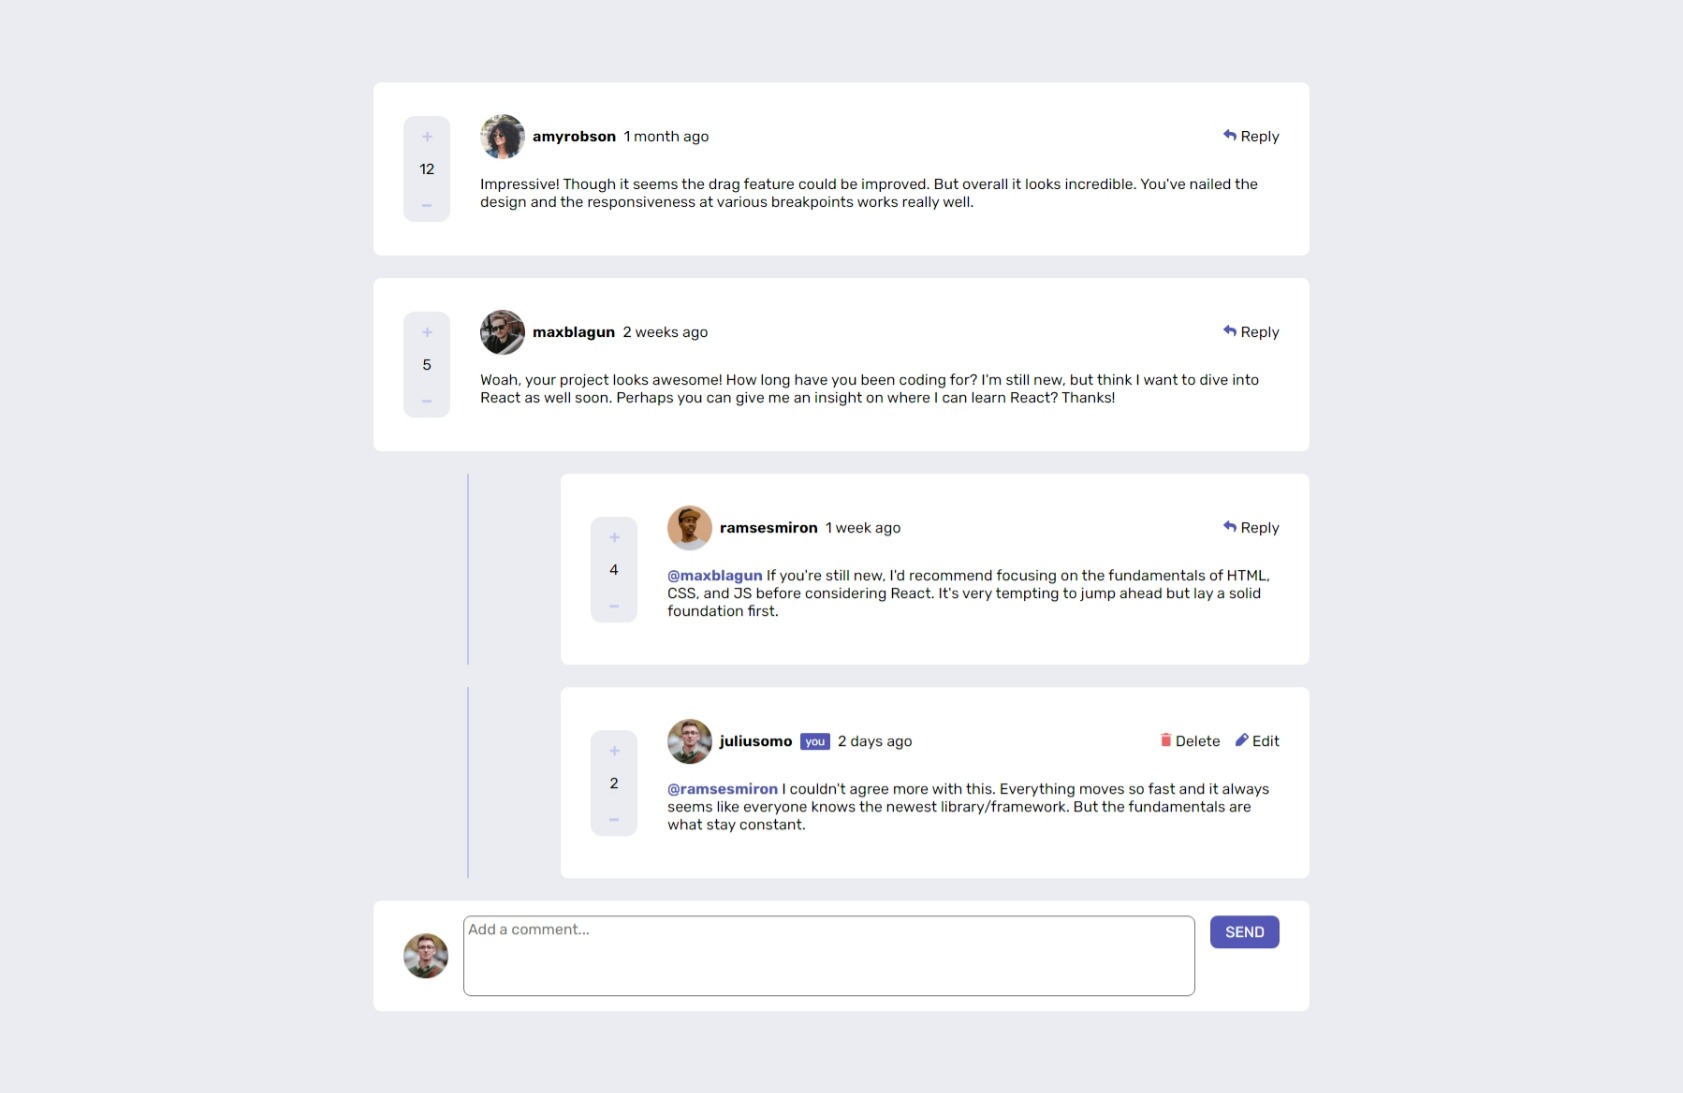 +
12
−
amyrobson 1 month ago
Reply
Impressive! Though it seems the drag feature could be improved. But overall it looks incredible. You've nailed the
design and the responsiveness at various breakpoints works really well.
+
5
−
maxblagun 2 weeks ago
Reply
Woah, your project looks awesome! How long have you been coding for? I'm still new, but think I want to dive into
React as well soon. Perhaps you can give me an insight on where I can learn React? Thanks!
+
4
−
ramsesmiron 1 week ago
Reply
@maxblagun If you're still new, I'd recommend focusing on the fundamentals of HTML,
CSS, and JS before considering React. It's very tempting to jump ahead but lay a solid
foundation first.
+
2
−
juliusomo you 2 days ago
Delete Edit
@ramsesmiron I couldn't agree more with this. Everything moves so fast and it always
seems like everyone knows the newest library/framework. But the fundamentals are
what stay constant.
Add a comment...
SEND